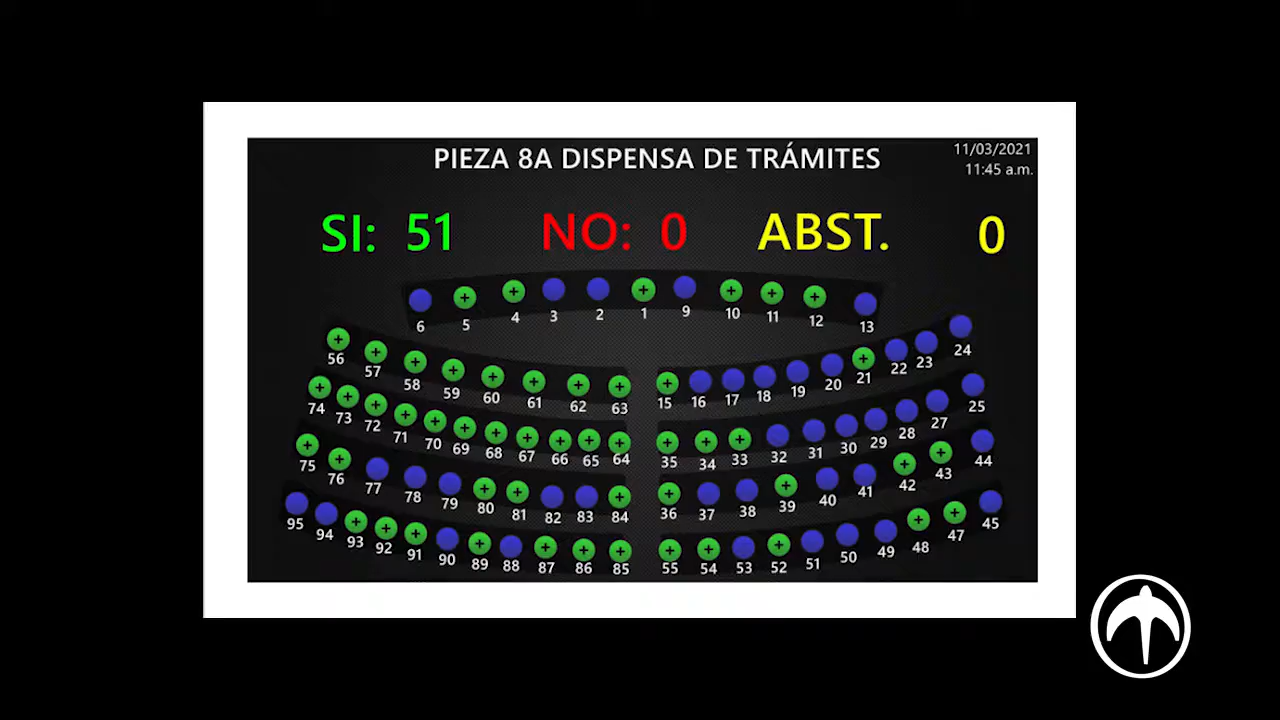 PIEZA 8A DISPENSA DE TRÁMITES
11/03/2021
11:45 a.m.
SI: 51 NO: 0 ABST. 0
6 5 4 3 2 1 9 10 11 12 13
56 57 58 59 60 61 62 63 15 16 17 18 19 20 21 22 23 24
74 73 72 71 70 69 68 67 66 65 64 35 34 33 32 31 30 29 28 27 25
75 76 77 78 79 80 81 82 83 84 36 37 38 39 40 41 42 43 44
95 94 93 92 91 90 89 88 87 86 85 55 54 53 52 51 50 49 48 47 45